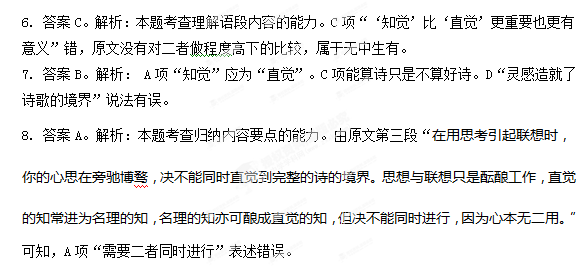 6. 答案 C。解析：本题考查理解语段内容的能力。C 项“‘知觉’比‘直觉’更重要也更有
意义”错，原文没有对二者做程度高下的比较，属于无中生有。
7. 答案 B。解析： A 项“知觉”应为“直觉”。C 项能算诗只是不算好诗。D“灵感造就了
诗歌的境界”说法有误。
8. 答案 A。解析：本题考查归纳内容要点的能力。由原文第三段“在用思考引起联想时，
你的心思在旁驰博骛，决不能同时直觉到完整的诗的境界。思想与联想只是酝酿工作，直觉
的知常进为名理的知，名理的知亦可酿成直觉的知，但决不能同时进行，因为心本无二用。”
可知，A 项“需要二者同时进行”表述错误。